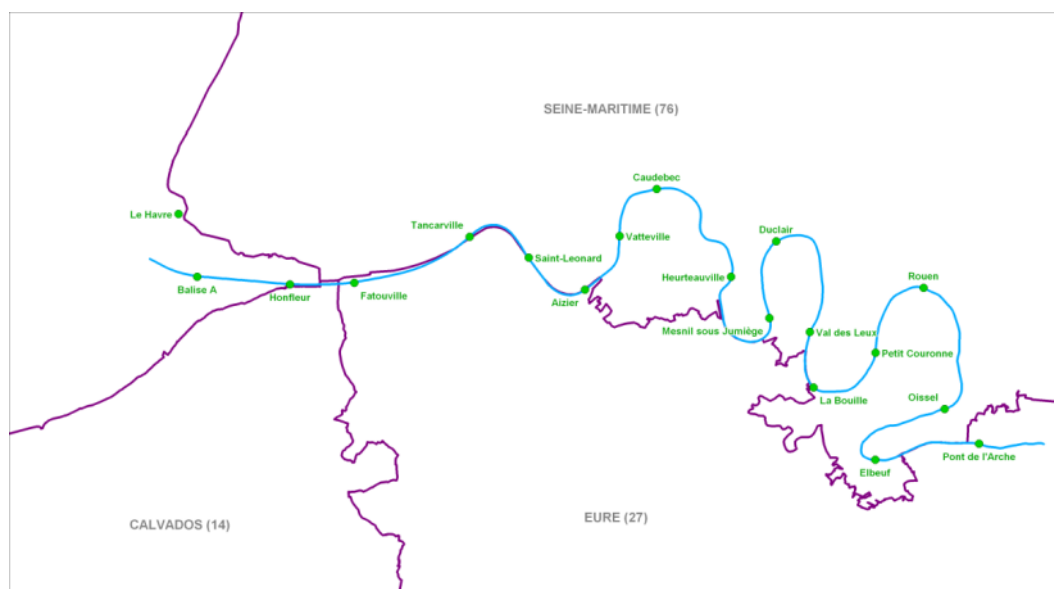 SEINE-MARITIME (76)
Caudebec
Le Havre
Tancarville
Vatteville
Duclair
Saint-Leonard
Balise A
Honfleur
Fatouville
Aizier
Heurteauville
Rouen
Mesnil sous Jumiège
Val des Leux
Petit Couronne
La Bouille
Oissel
Elbeuf
Pont de l'Arche
CALVADOS (14)
EURE (27)